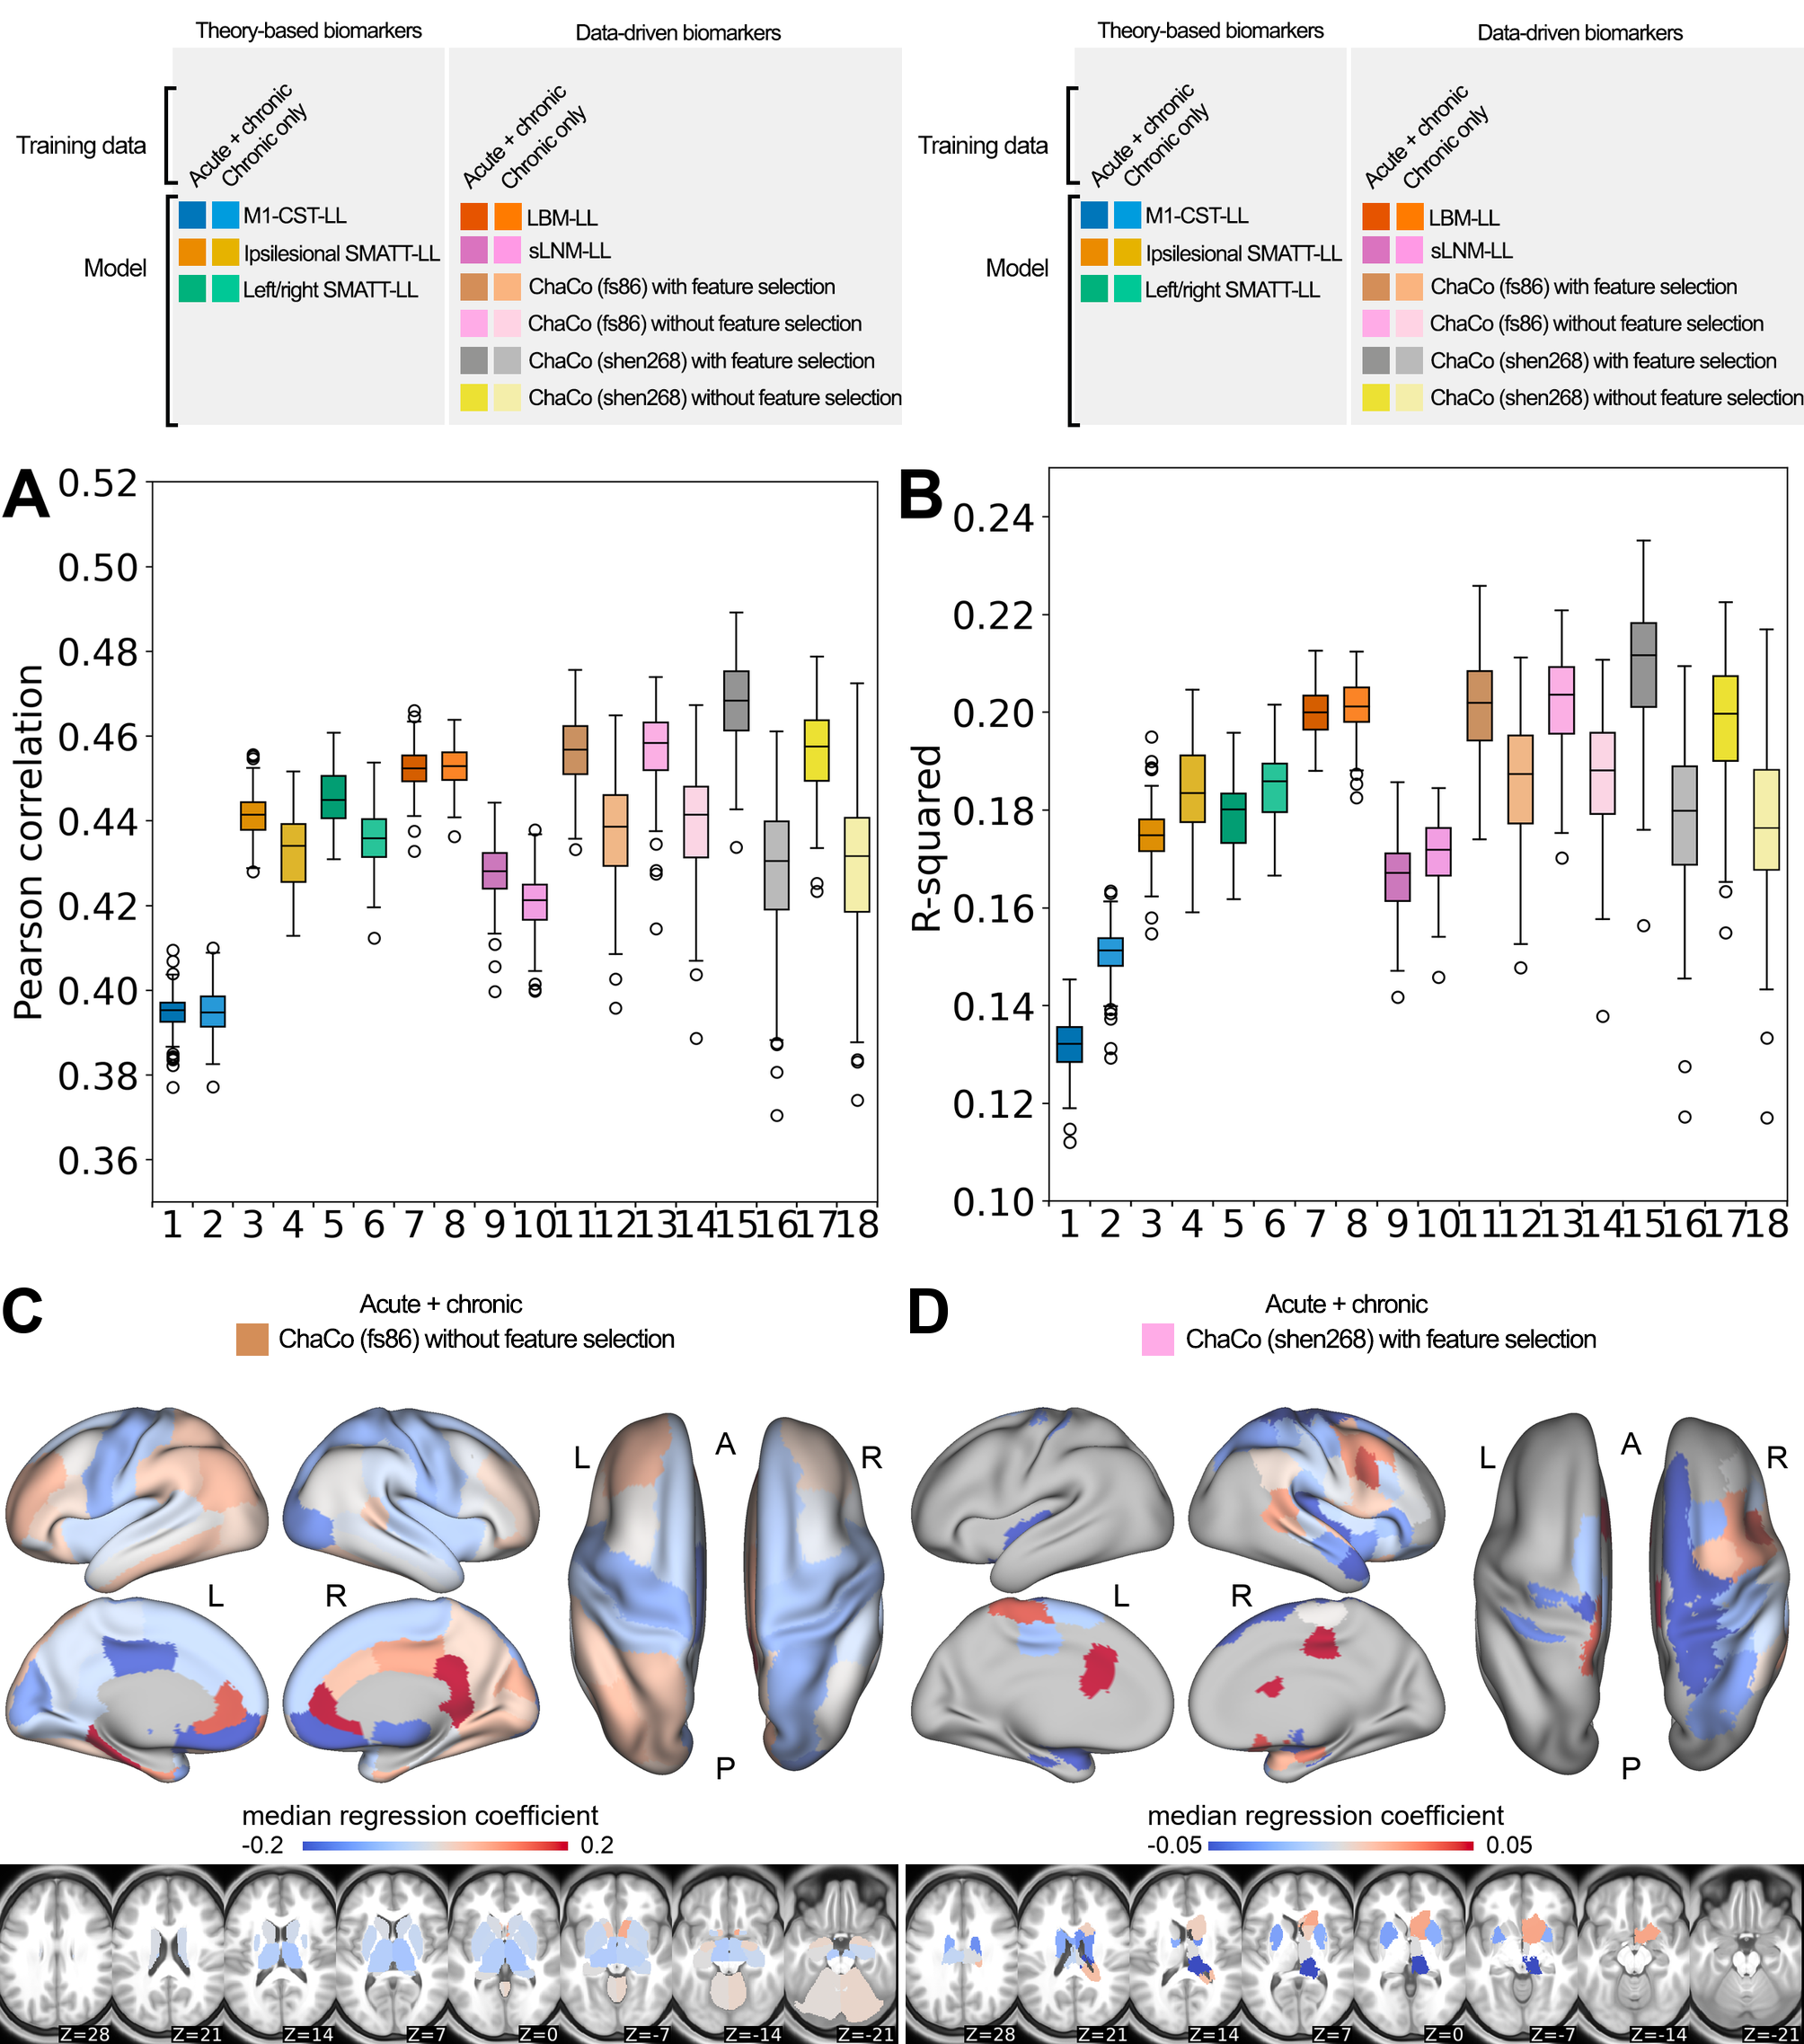 Theory-based biomarkers
Data-driven biomarkers
Training data
Acute + chronic
Chronic only
Acute + chronic
Chronic only
Model
M1-CST-LL
Ipsilesional SMATT-LL
Left/right SMATT-LL
LBM-LL
sLNM-LL
ChaCo (fs86) with feature selection
ChaCo (fs86) without feature selection
ChaCo (shen268) with feature selection
ChaCo (shen268) without feature selection
Theory-based biomarkers
Data-driven biomarkers
Training data
Acute + chronic
Chronic only
Acute + chronic
Chronic only
Model
M1-CST-LL
Ipsilesional SMATT-LL
Left/right SMATT-LL
LBM-LL
sLNM-LL
ChaCo (fs86) with feature selection
ChaCo (fs86) without feature selection
ChaCo (shen268) with feature selection
ChaCo (shen268) without feature selection
A
Pearson correlation
0.52
0.50
0.48
0.46
0.44
0.42
0.40
0.38
0.36
1 2 3 4 5 6 7 8 9 10 11 12 13 14 15 16 17 18
B
R-squared
0.24
0.22
0.20
0.18
0.16
0.14
0.12
0.10
1 2 3 4 5 6 7 8 9 10 11 12 13 14 15 16 17 18
C
Acute + chronic
ChaCo (fs86) without feature selection
L A R
L R
P
median regression coefficient
-0.2 0.2
Z=28 Z=21 Z=14 Z=7 Z=0 Z=-7 Z=-14 Z=-21
D
Acute + chronic
ChaCo (shen268) with feature selection
L A R
L R
P
median regression coefficient
-0.05 0.05
Z=28 Z=21 Z=14 Z=7 Z=0 Z=-7 Z=-14 Z=-21